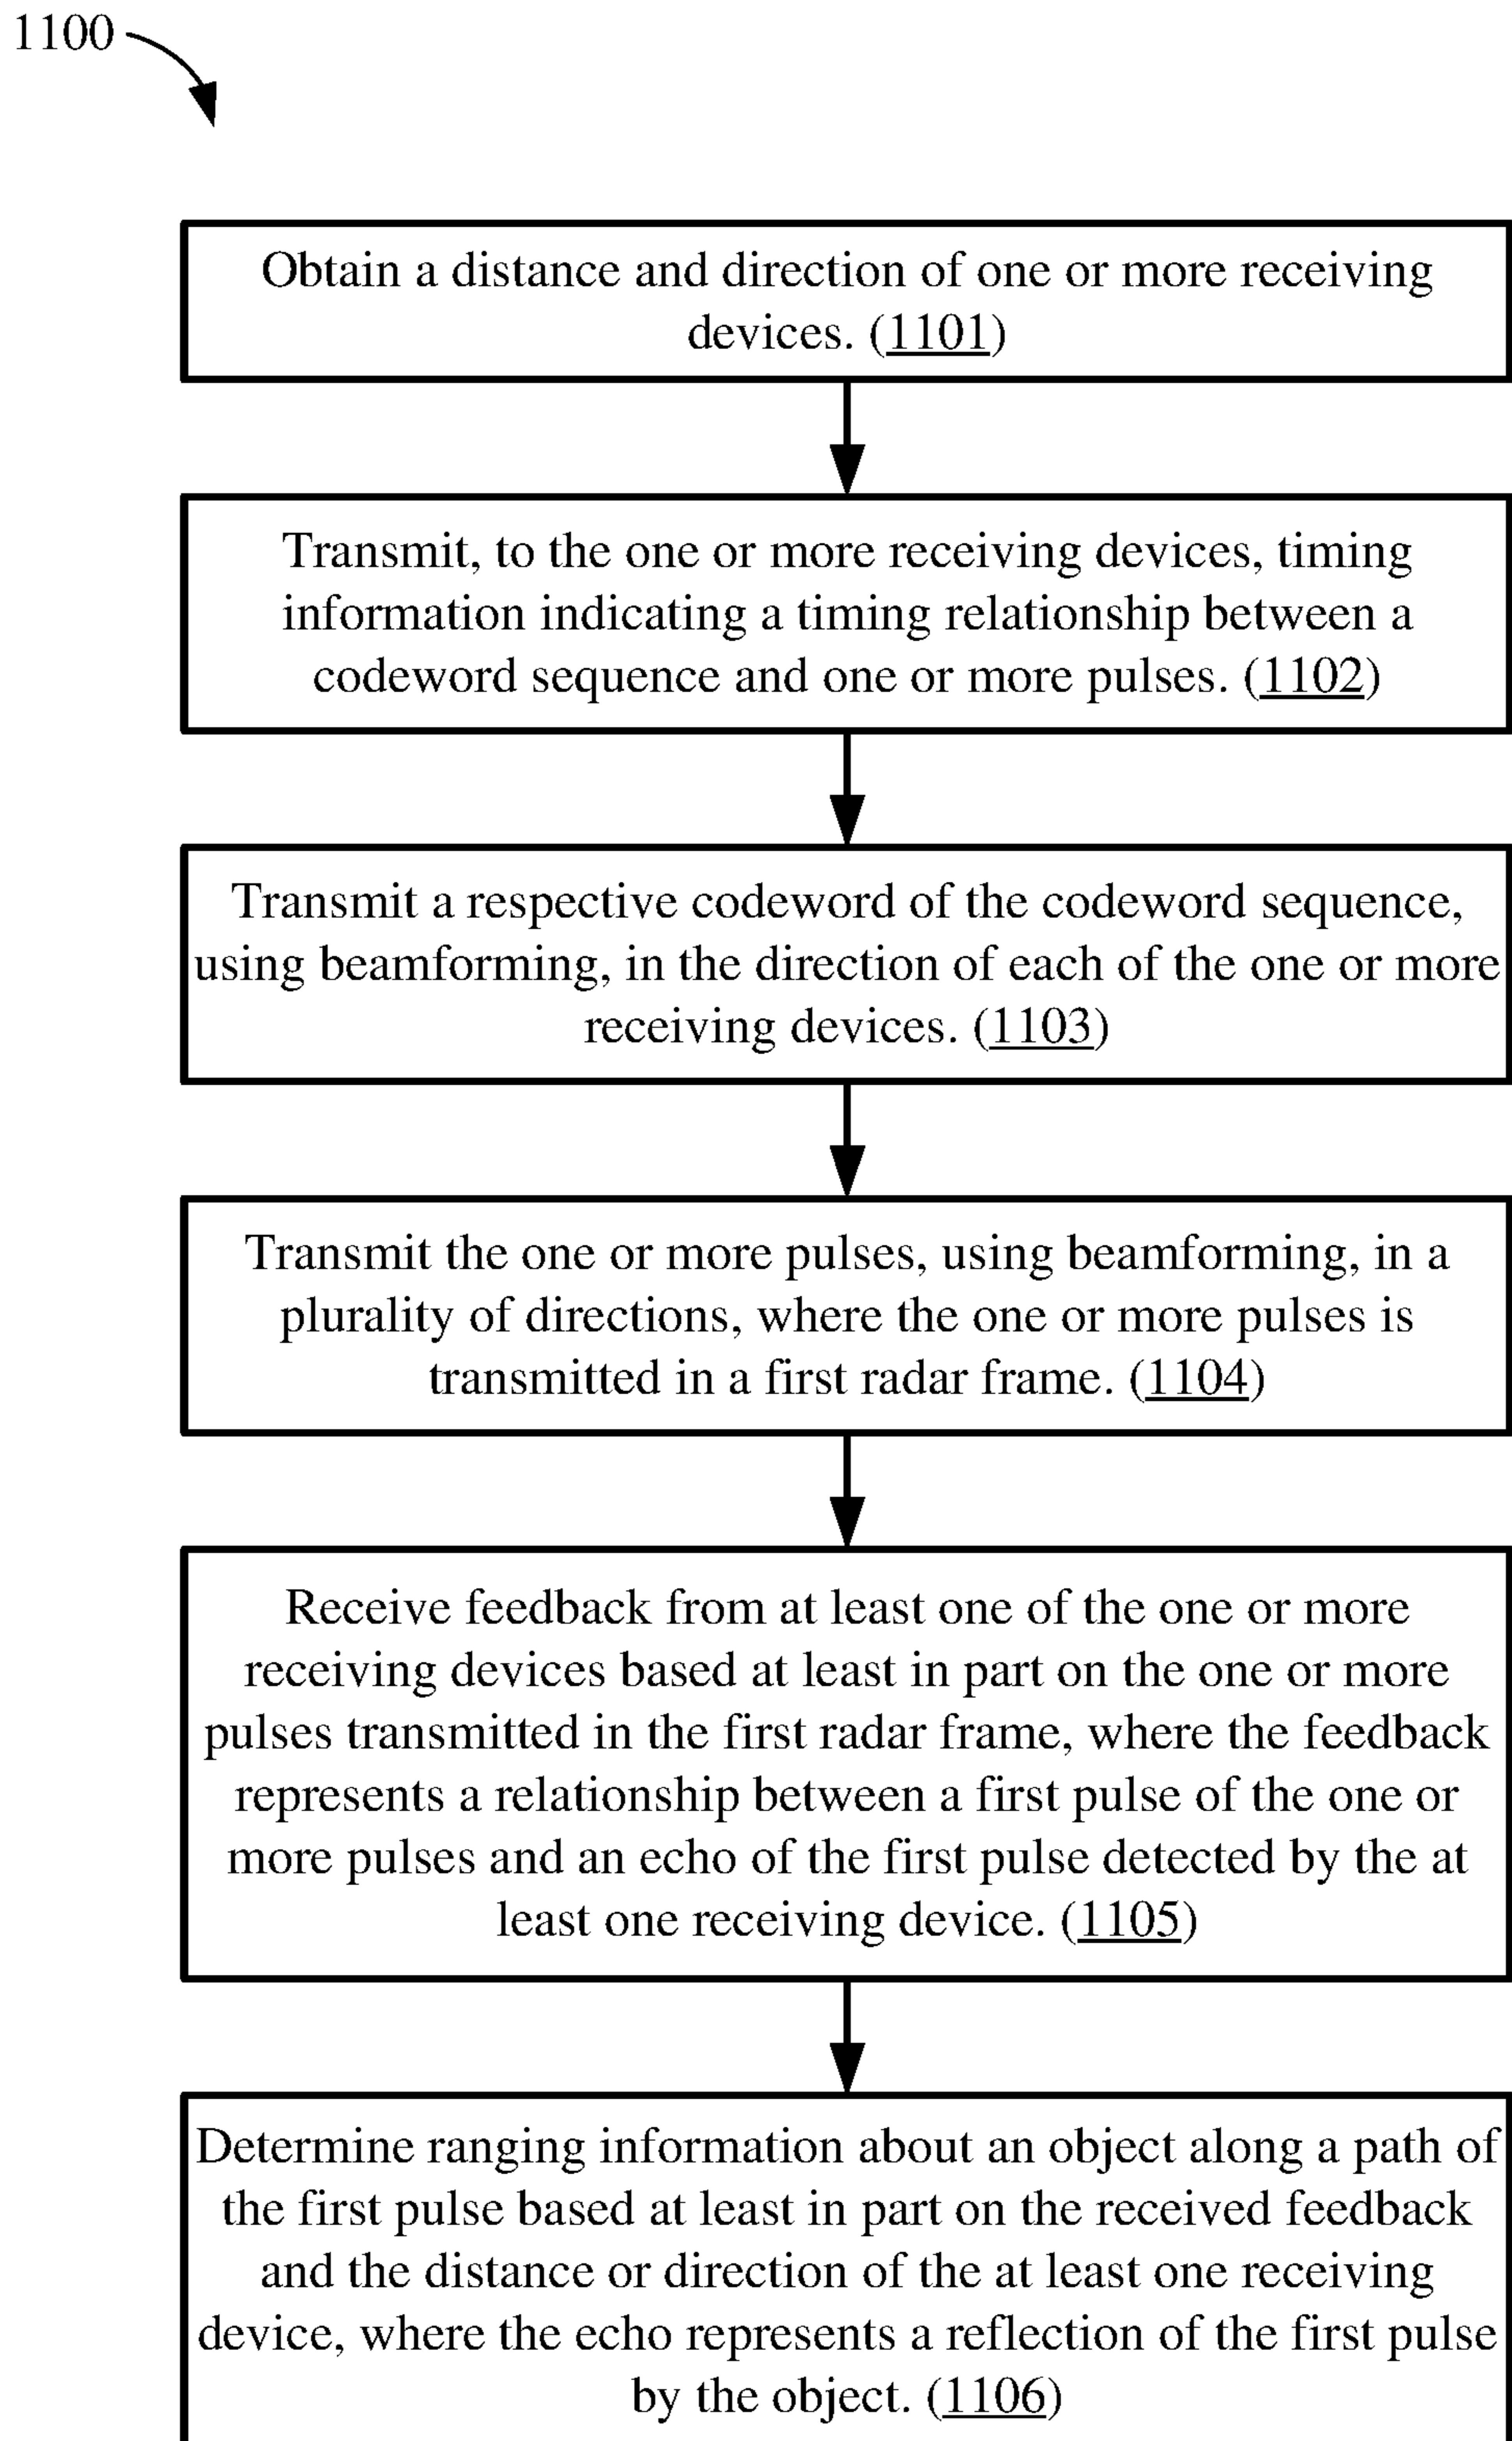 1100
Obtain a distance and direction of one or more receiving
devices. (1101)
Transmit, to the one or more receiving devices, timing
information indicating a timing relationship between a
codeword sequence and one or more pulses. (1102)
Transmit a respective codeword of the codeword sequence,
using beamforming, in the direction of each of the one or more
receiving devices. (1103)
Transmit the one or more pulses, using beamforming, in a
plurality of directions, where the one or more pulses is
transmitted in a first radar frame. (1104)
Receive feedback from at least one of the one or more
receiving devices based at least in part on the one or more
pulses transmitted in the first radar frame, where the feedback
represents a relationship between a first pulse of the one or
more pulses and an echo of the first pulse detected by the at
least one receiving device. (1105)
Determine ranging information about an object along a path of
the first pulse based at least in part on the received feedback
and the distance or direction of the at least one receiving
device, where the echo represents a reflection of the first pulse
by the object. (1106)